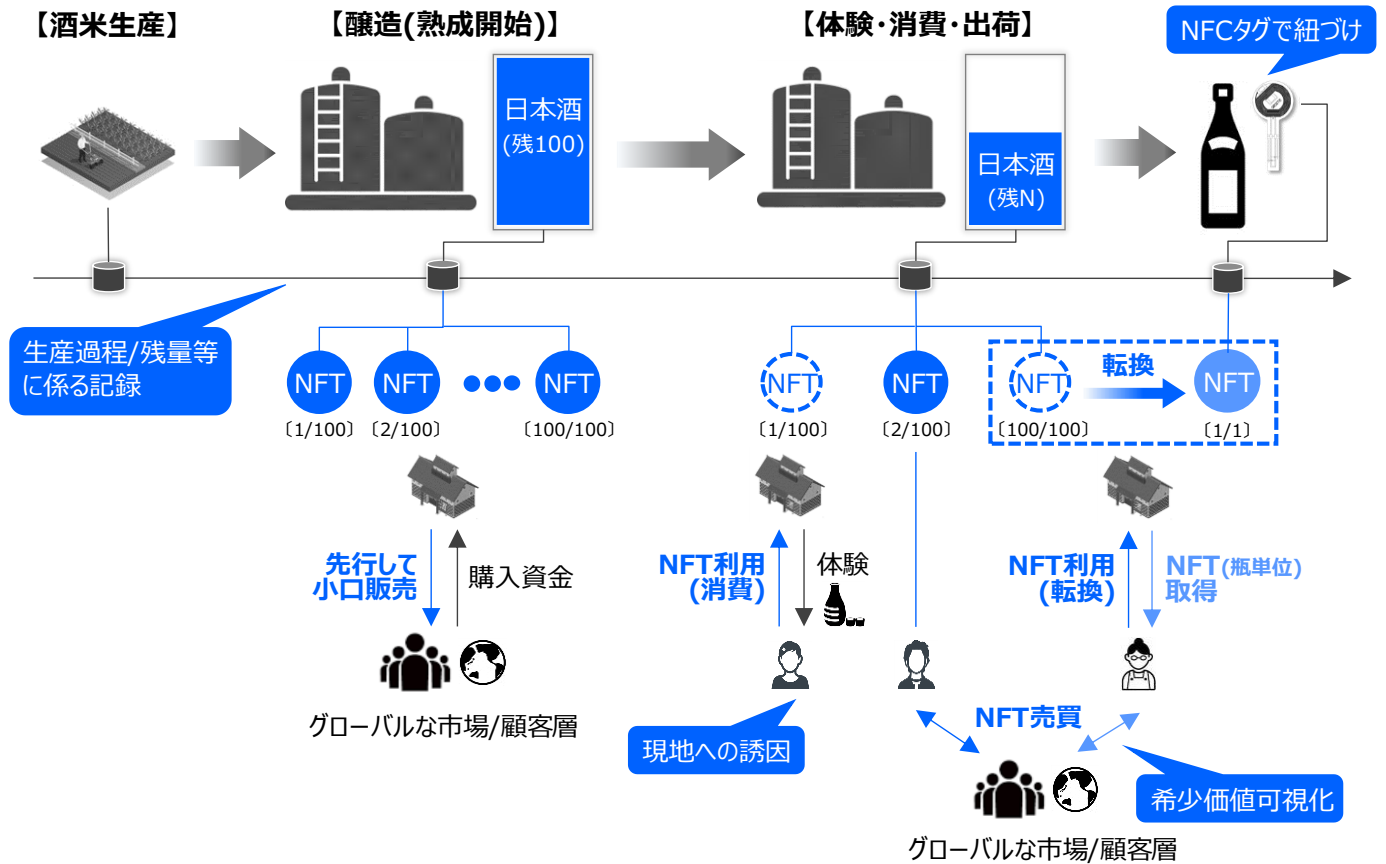 【酒米生産】
【醸造(熟成開始)】
【体験・消費・出荷】
NFCタグで紐づけ
日本酒
(残100)
日本酒
(残N)
生産過程/残量等
に係る記録
NFT
NFT
NFT
NFT
NFT
NFT
転換
NFT
〔1/100〕
〔2/100〕
〔100/100〕
〔1/100〕
〔2/100〕
〔100/100〕
〔1/1〕
先行して
小口販売
購入資金
NFT利用
(消費)
体験
NFT利用
(転換)
NFT(瓶単位)
取得
グローバルな市場/顧客層
現地への誘因
NFT売買
希少価値可視化
グローバルな市場/顧客層